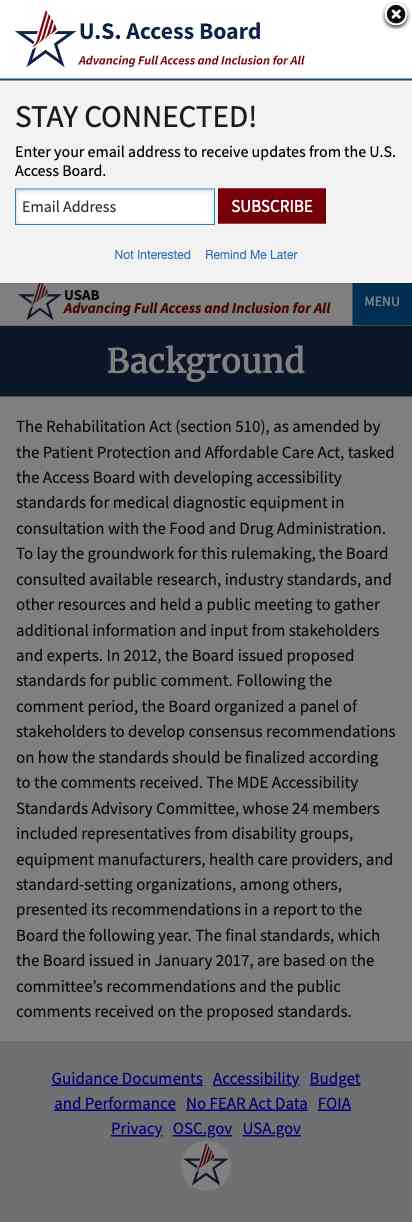 U.S. Access Board
Advancing Full Access and Inclusion for All
STAY CONNECTED!
Enter your email address to receive updates from the U.S.
Access Board.
Email Address
SUBSCRIBE
Not Interested Remind Me Later
USAB
Advancing Full Access and Inclusion for All
MENU
Background
The Rehabilitation Act (section 510), as amended by
the Patient Protection and Affordable Care Act, tasked
the Access Board with developing accessibility
standards for medical diagnostic equipment in
consultation with the Food and Drug Administration.
To lay the groundwork for this rulemaking, the Board
consulted available research, industry standards, and
other resources and held a public meeting to gather
additional information and input from stakeholders
and experts. In 2012, the Board issued proposed
standards for public comment. Following the
comment period, the Board organized a panel of
stakeholders to develop consensus recommendations
on how the standards should be finalized according
to the comments received. The MDE Accessibility
Standards Advisory Committee, whose 24 members
included representatives from disability groups,
equipment manufacturers, health care providers, and
standard-setting organizations, among others,
presented its recommendations in a report to the
Board the following year. The final standards, which
the Board issued in January 2017, are based on the
committee's recommendations and the public
comments received on the proposed standards.
Guidance Documents Accessibility Budget
and Performance No FEAR Act Data FOIA
Privacy OSC.gov USA.gov